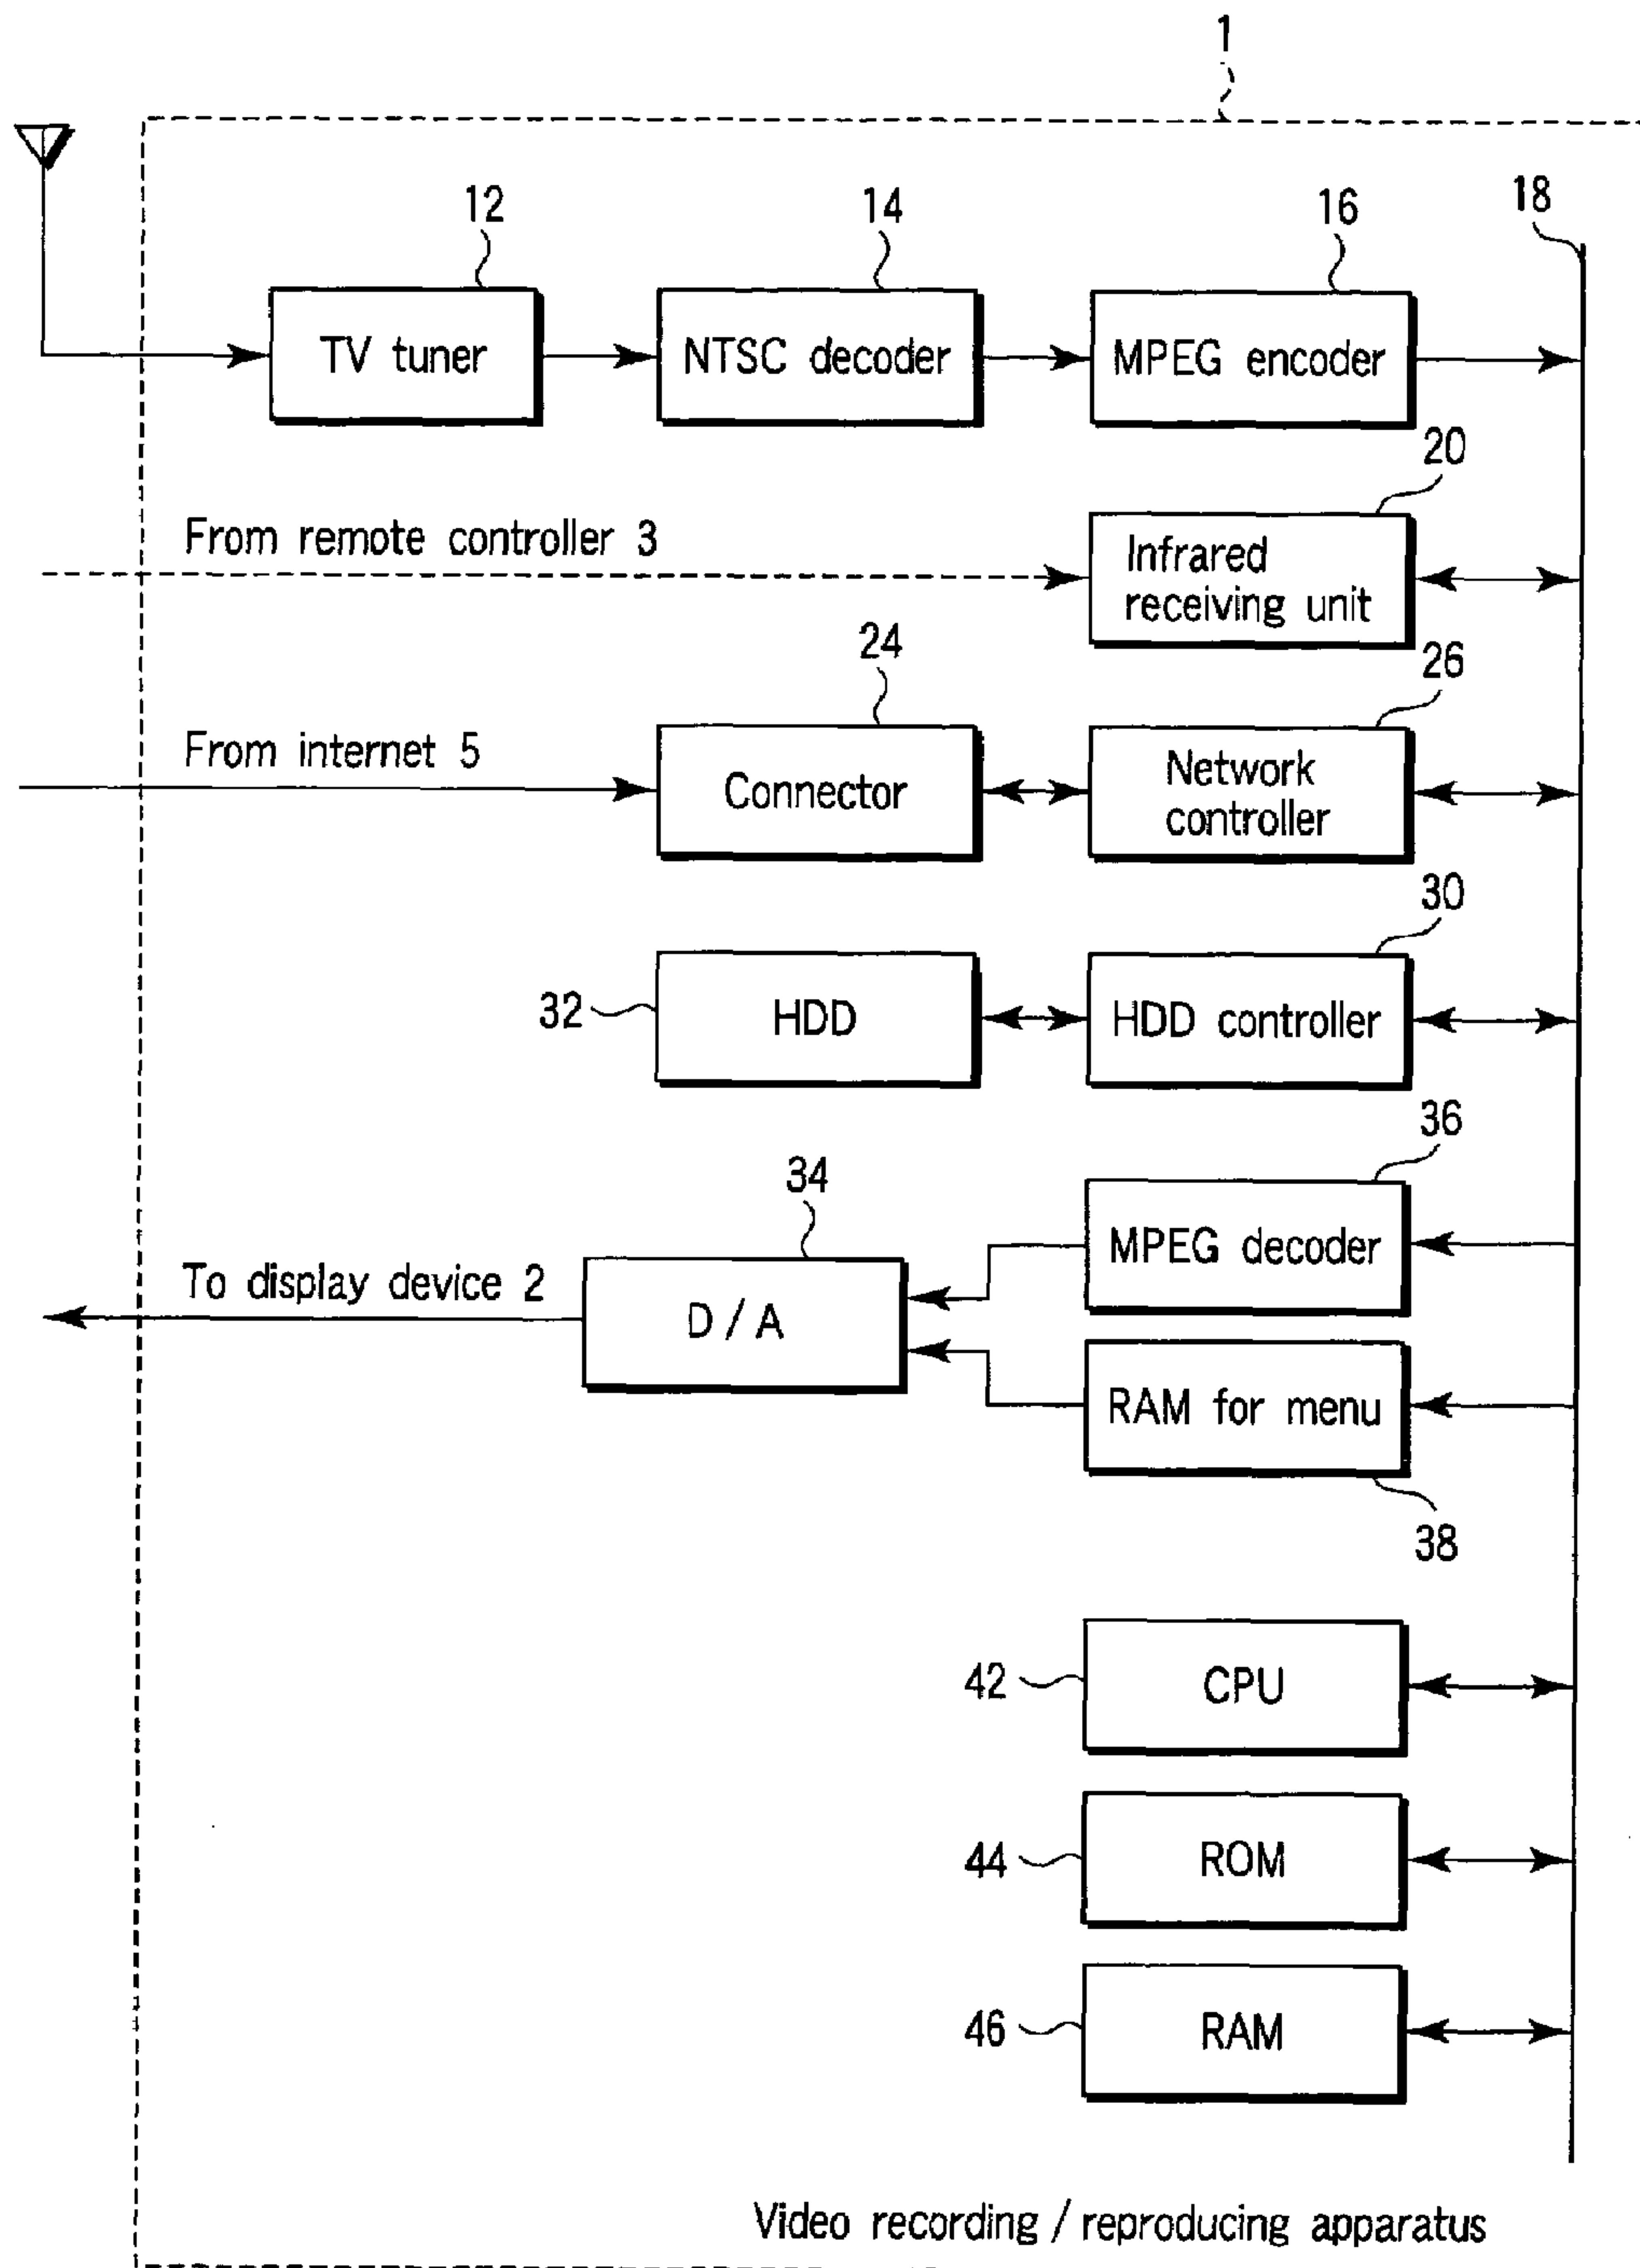 1
12
14
16
18
TV tuner
NTSC decoder
MPEG encoder
20
From remote controller 3
Infrared
receiving unit
24
26
From internet 5
Connector
Network
controller
30
32
HDD
HDD controller
36
34
MPEG decoder
To display device 2
D / A
RAM for menu
38
42
CPU
44
ROM
46
RAM
Video recording / reproducing apparatus